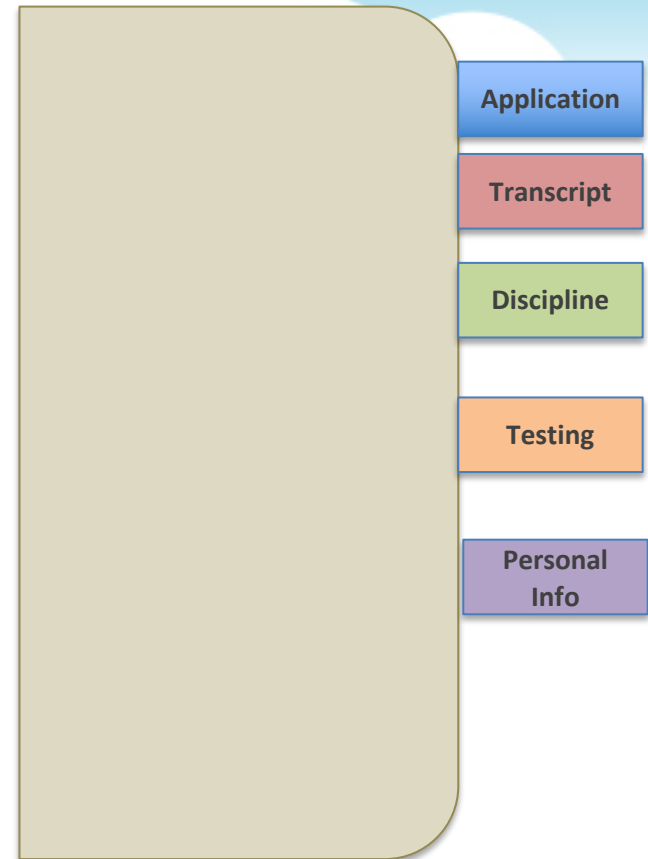 Application
Transcript
Discipline
Testing
Personal
Info